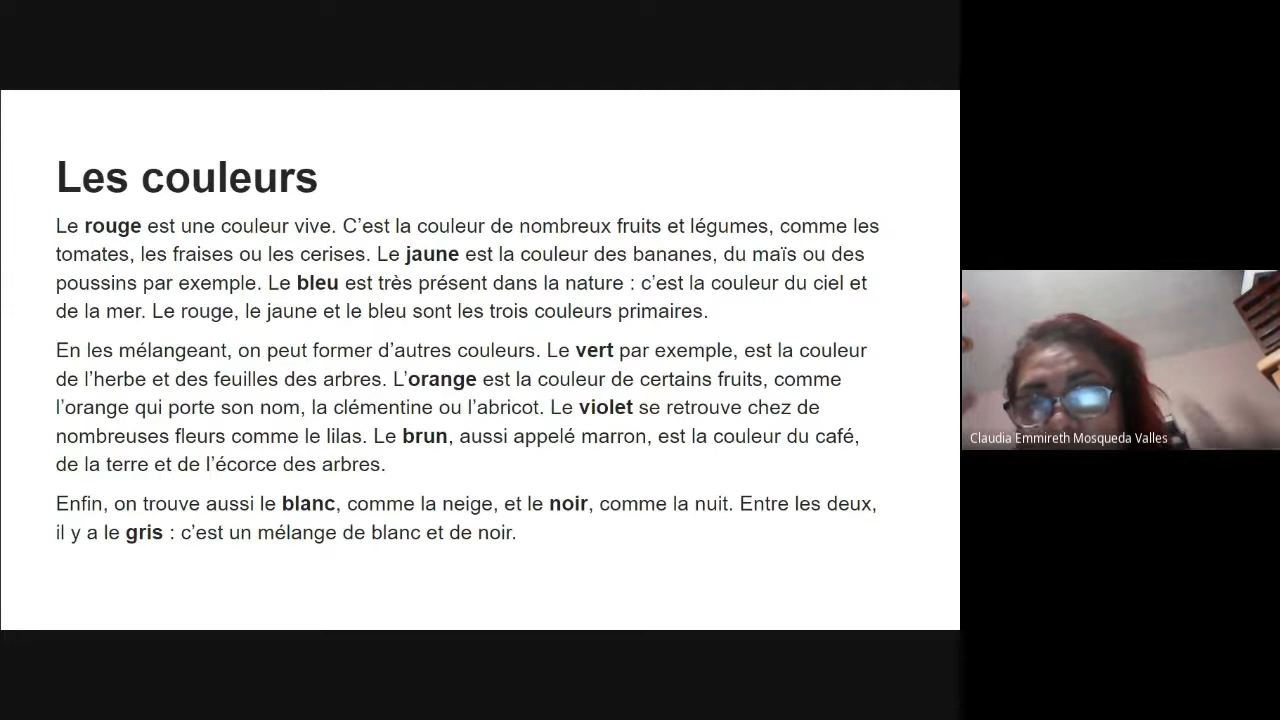 Les couleurs
Le rouge est une couleur vive. C’est la couleur de nombreux fruits et légumes, comme les
tomates, les fraises ou les cerises. Le jaune est la couleur des bananes, du maïs ou des
poussins par exemple. Le bleu est très présent dans la nature : c’est la couleur du ciel et
de la mer. Le rouge, le jaune et le bleu sont les trois couleurs primaires.
En les mélangeant, on peut former d’autres couleurs. Le vert par exemple, est la couleur
de l’herbe et des feuilles des arbres. L’orange est la couleur de certains fruits, comme
l’orange qui porte son nom, la clémentine ou l’abricot. Le violet se retrouve chez de
nombreuses fleurs comme le lilas. Le brun, aussi appelé marron, est la couleur du café,
de la terre et de l’écorce des arbres.
Enfin, on trouve aussi le blanc, comme la neige, et le noir, comme la nuit. Entre les deux,
il y a le gris : c’est un mélange de blanc et de noir.
Claudia Emmireth Mosqueda Valles